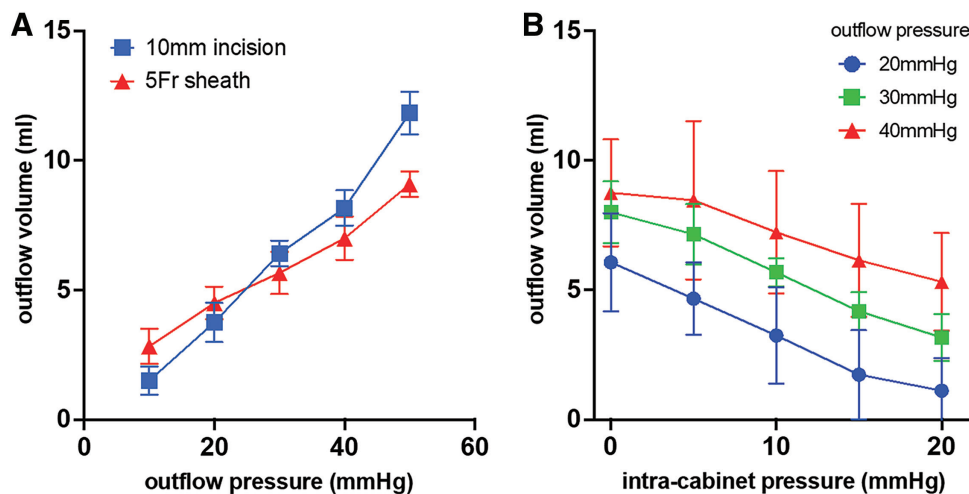 A
15
10
5
0
outflow volume (ml)
10mm incision
5Fr sheath
0 20 40 60
outflow pressure (mmHg)
B
15
10
5
0
outflow volume (ml)
outflow pressure
20mmHg
30mmHg
40mmHg
0 10 20
intra-cabinet pressure (mmHg)